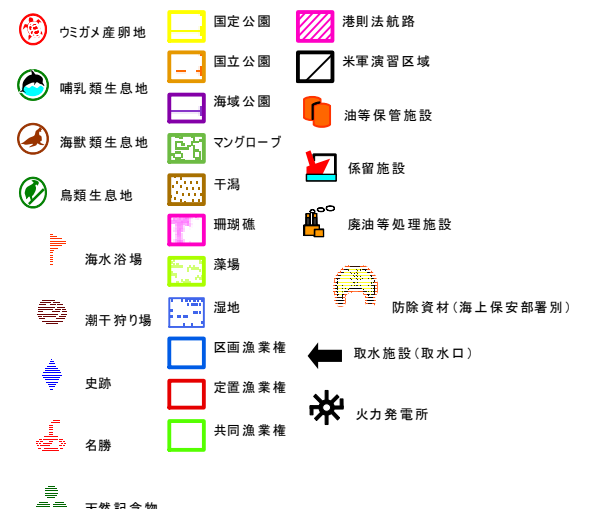 ウミガメ産卵地
哺乳類生息地
海獣類生息地
鳥類生息地
海水浴場
潮干狩り場
史跡
名勝
天然記念物
国定公園
国立公園
海域公園
マングローブ
干潟
珊瑚礁
藻場
湿地
区画漁業権
定置漁業権
共同漁業権
港則法航路
米軍演習区域
油等保管施設
係留施設
廃油等処理施設
防除資材(海上保安部署別)
取水施設(取水口)
火力発電所